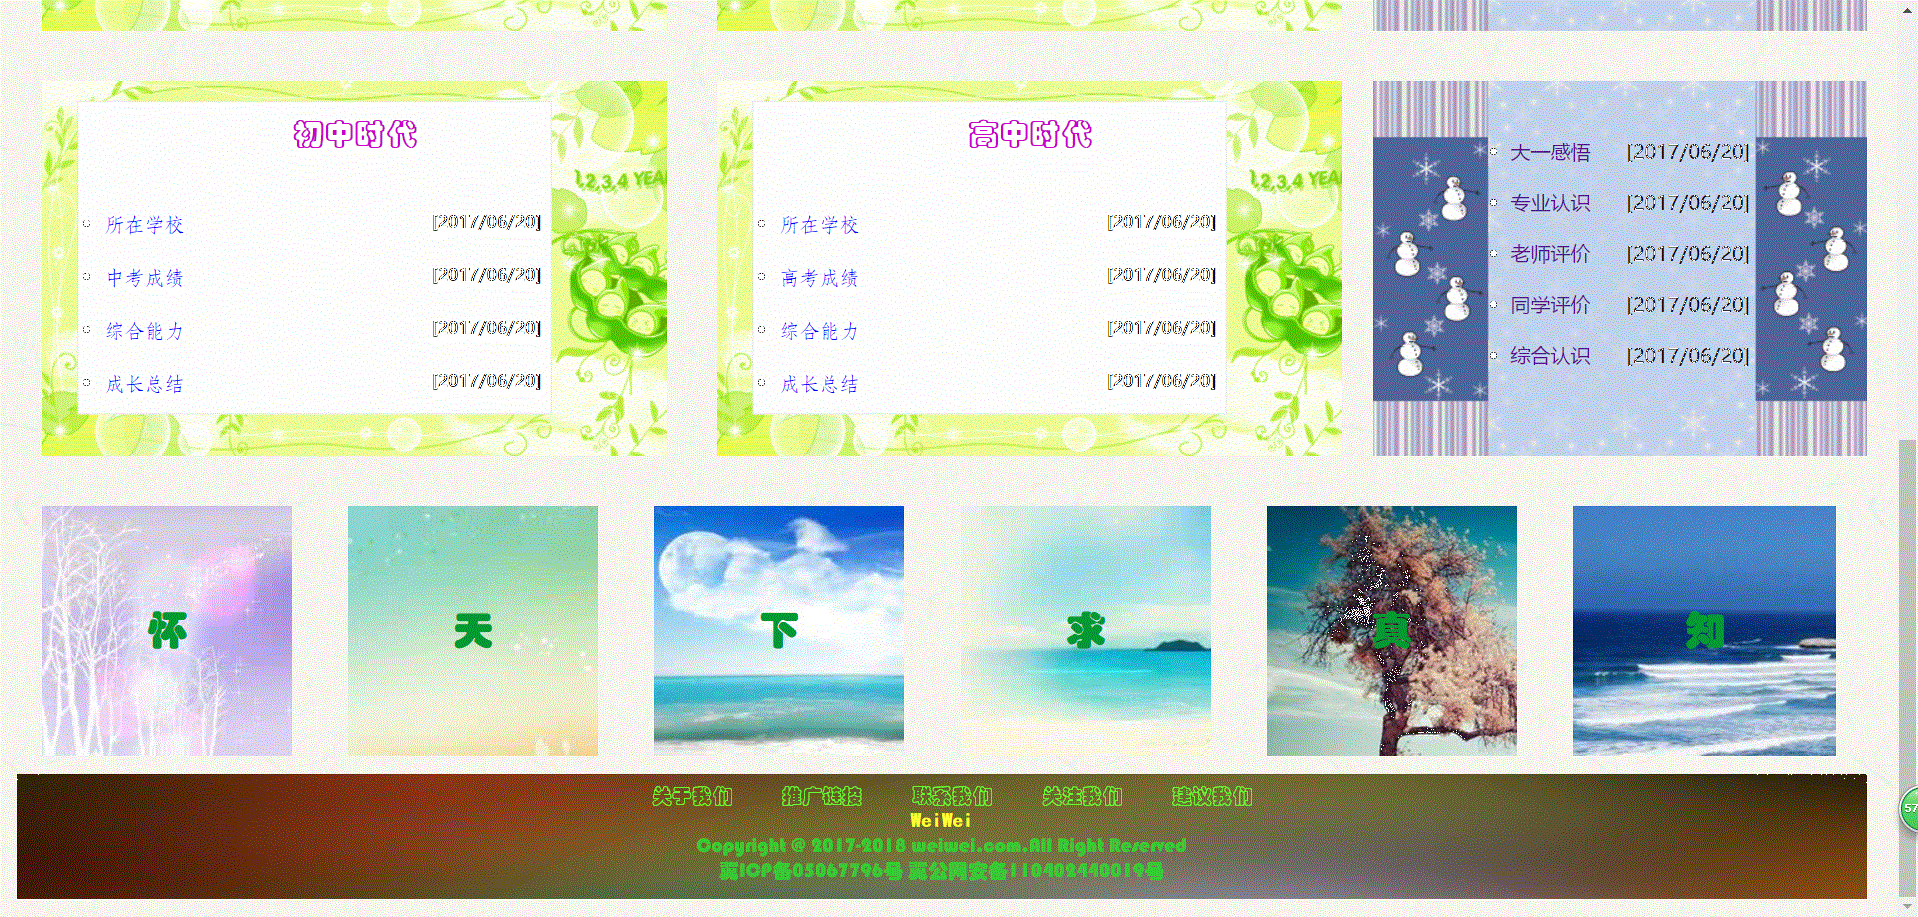 初中时代
1,2,3,4 YEA
所在学校 [2017/06/20]
中考成绩 [2017/06/20]
综合能力 [2017/06/20]
成长总结 [2017/06/20]
高中时代
1,2,3,4 YEA
所在学校 [2017/06/20]
高考成绩 [2017/06/20]
综合能力 [2017/06/20]
成长总结 [2017/06/20]
大一感悟 [2017/06/20]
专业认识 [2017/06/20]
老师评价 [2017/06/20]
同学评价 [2017/06/20]
综合认识 [2017/06/20]
怀 天 下 求 真 知
关于我们 推广链接 联系我们 关注我们 建议我们
WeiWei
Copyright @ 2017-2018 weiwei.com.All Right Reserved
冀ICP备05067796号 冀公网安备110402440019号
57